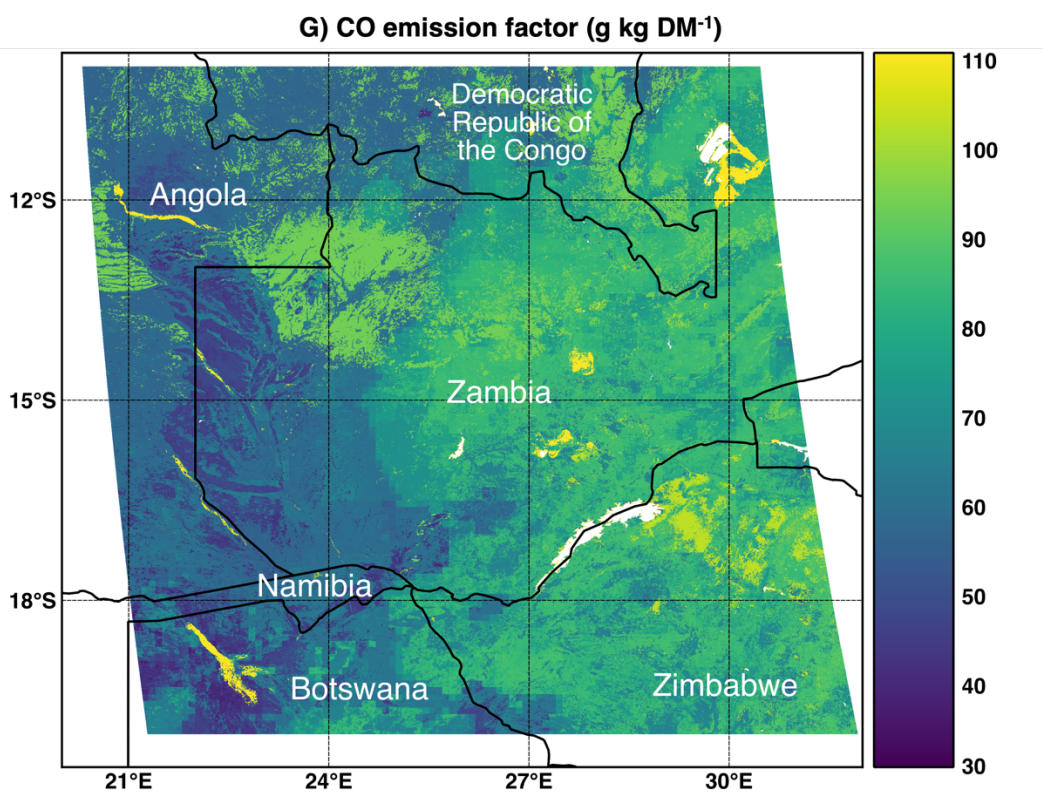 G) CO emission factor (g kg DM⁻¹)
Democratic
Republic of
the Congo
Angola
Zambia
Namibia
Botswana
Zimbabwe
12°S
15°S
18°S
21°E
24°E
27°E
30°E
110
100
90
80
70
60
50
40
30